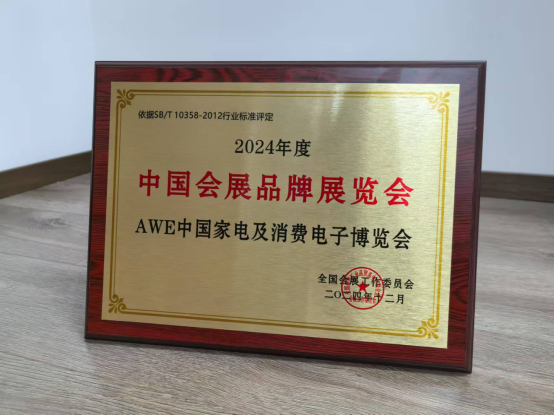 依据SB/T 10358-2012行业标准评定
2024年度
中国会展品牌展览会
AWE中国家电及消费电子博览会
全国会展工作委员会
二〇二四年十二月